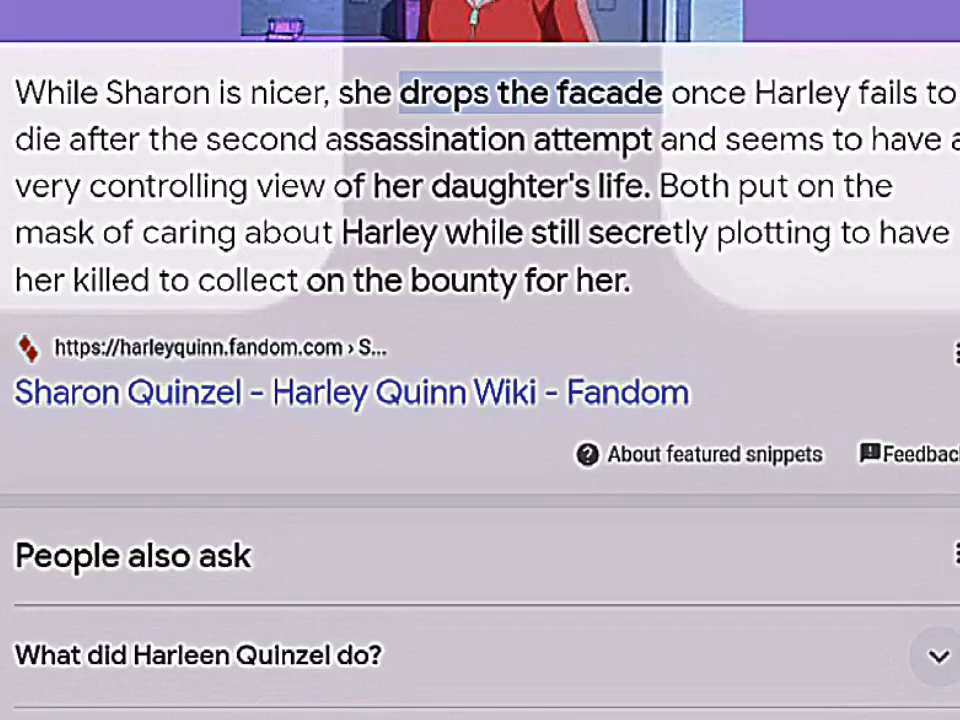 While Sharon is nicer, she drops the facade once Harley fails to
die after the second assassination attempt and seems to have a
very controlling view of her daughter's life. Both put on the
mask of caring about Harley while still secretly plotting to have
her killed to collect on the bounty for her.
https://harleyquinn.fandom.com › S...
Sharon Quinzel - Harley Quinn Wiki - Fandom
About featured snippets Feedbac
People also ask
What did Harleen Quinzel do?